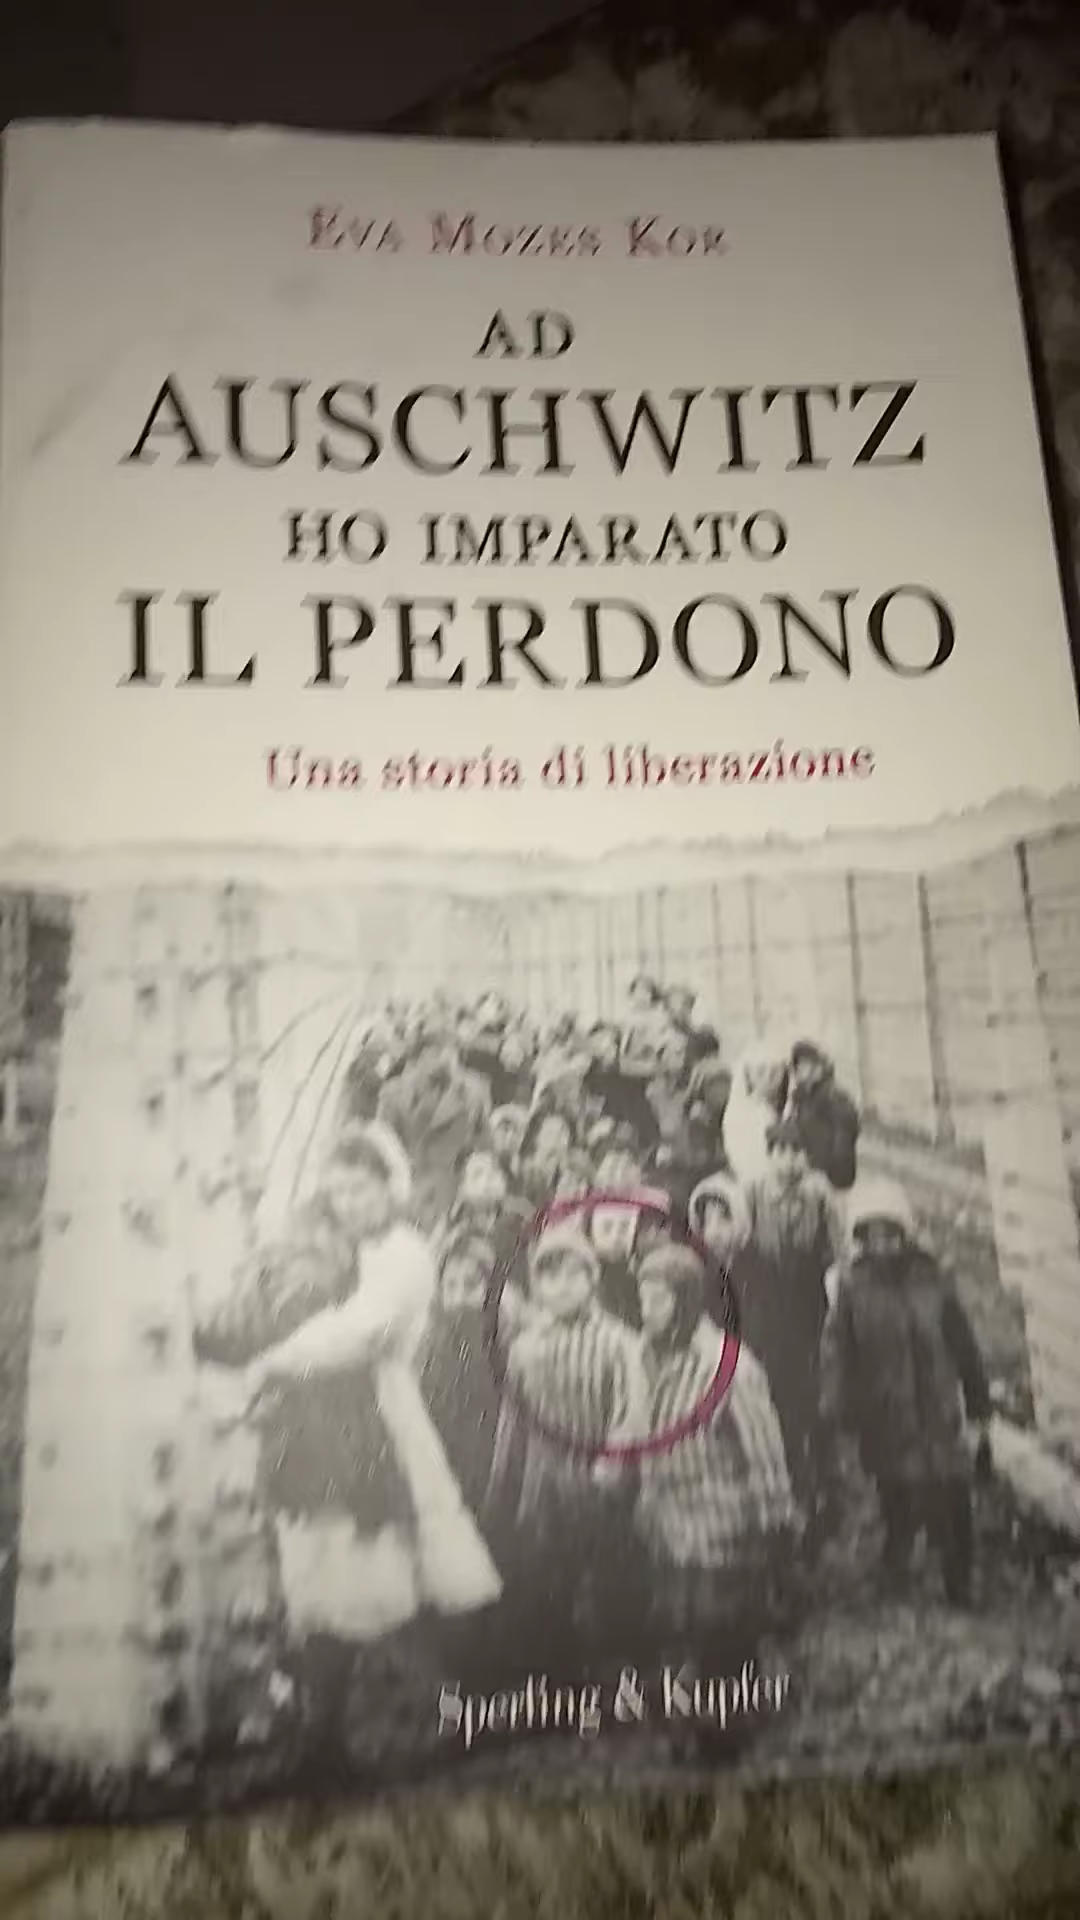 EVA MOZES KOR
AD
AUSCHWITZ
HO IMPARATO
IL PERDONO
Una storia di liberazione
Sperling & Kupfer